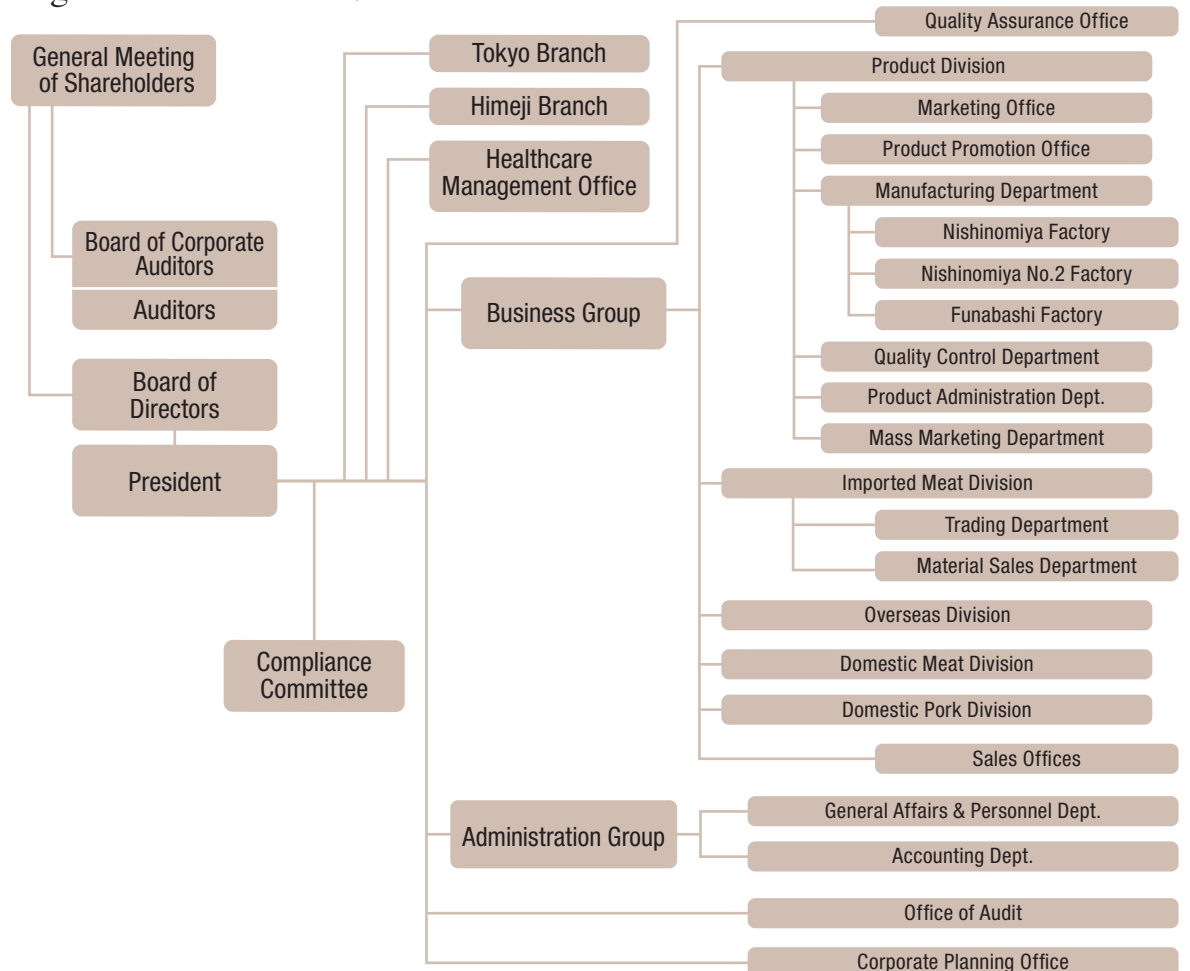 General Meeting
of Shareholders
Board of Corporate
Auditors
Auditors
Board of
Directors
President
Compliance
Committee
Tokyo Branch
Himeji Branch
Healthcare
Management Office
Business Group
Administration Group
Quality Assurance Office
Product Division
Marketing Office
Product Promotion Office
Manufacturing Department
Nishinomiya Factory
Nishinomiya No.2 Factory
Funabashi Factory
Quality Control Department
Product Administration Dept.
Mass Marketing Department
Imported Meat Division
Trading Department
Material Sales Department
Overseas Division
Domestic Meat Division
Domestic Pork Division
Sales Offices
General Affairs & Personnel Dept.
Accounting Dept.
Office of Audit
Corporate Planning Office